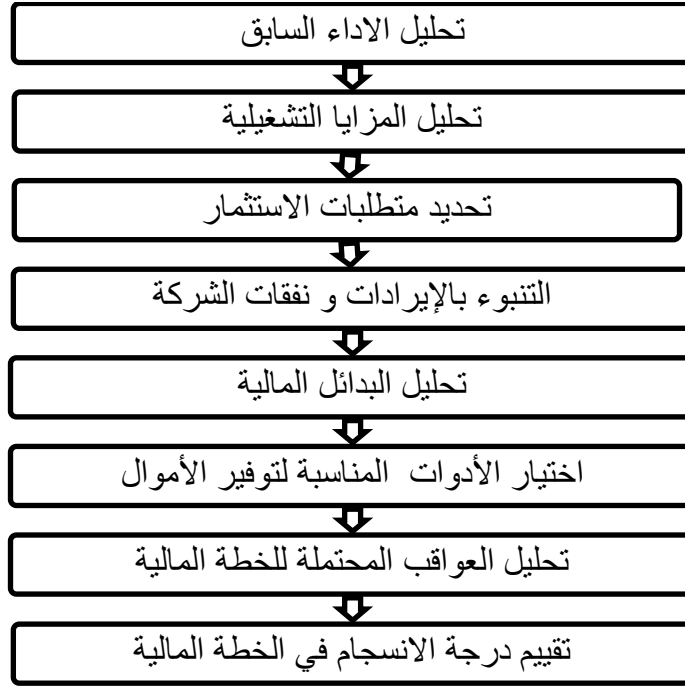 تحليل الاداء السابق
تحليل المزايا التشغيلية
تحديد متطلبات الاستثمار
التنبوء بالإيرادات و نفقات الشركة
تحليل البدائل المالية
اختيار الأدوات المناسبة لتوفير الأموال
تحليل العواقب المحتملة للخطة المالية
تقييم درجة الانسجام في الخطة المالية